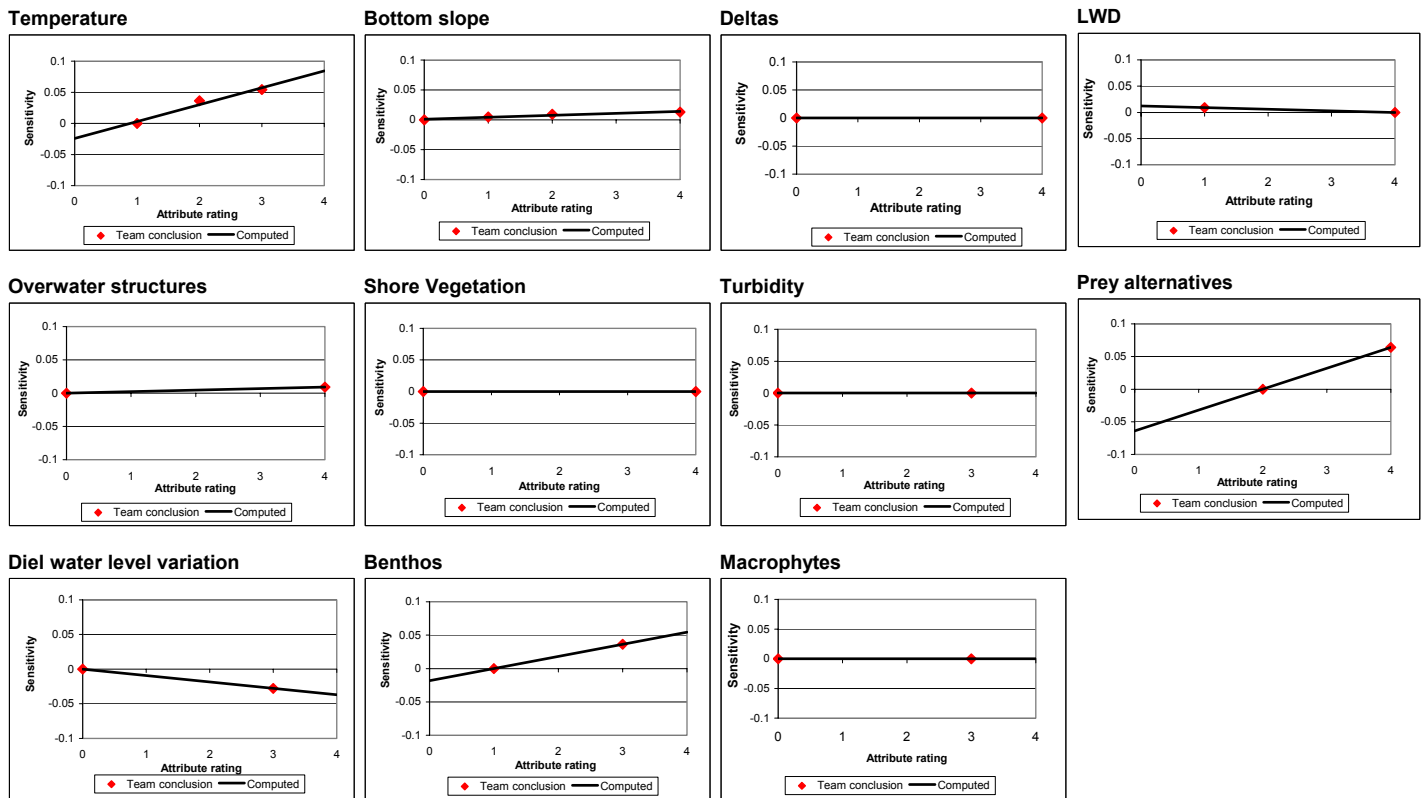 Temperature
0.1
0.05
0
-0.05
-0.1
Sensitivity
0 1 2 3 4
Attribute rating
Team conclusion Computed
Bottom slope
0.1
0.05
0
-0.05
-0.1
Sensitivity
0 1 2 3 4
Attribute rating
Team conclusion Computed
Deltas
0.1
0.05
0
-0.05
-0.1
Sensitivity
0 1 2 3 4
Attribute rating
Team conclusion Computed
LWD
0.1
0.05
0
-0.05
-0.1
Sensitivity
0 1 2 3 4
Attribute rating
Team conclusion Computed
Overwater structures
0.1
0.05
0
-0.05
-0.1
Sensitivity
0 1 2 3 4
Attribute rating
Team conclusion Computed
Shore Vegetation
0.1
0.05
0
-0.05
-0.1
Sensitivity
0 1 2 3 4
Attribute rating
Team conclusion Computed
Turbidity
0.1
0.05
0
-0.05
-0.1
Sensitivity
0 1 2 3 4
Attribute rating
Team conclusion Computed
Prey alternatives
0.1
0.05
0
-0.05
-0.1
Sensitivity
0 1 2 3 4
Attribute rating
Team conclusion Computed
Diel water level variation
0.1
0.05
0
-0.05
-0.1
Sensitivity
0 1 2 3 4
Attribute rating
Team conclusion Computed
Benthos
0.1
0.05
0
-0.05
-0.1
Sensitivity
0 1 2 3 4
Attribute rating
Team conclusion Computed
Macrophytes
0.1
0.05
0
-0.05
-0.1
Sensitivity
0 1 2 3 4
Attribute rating
Team conclusion Computed